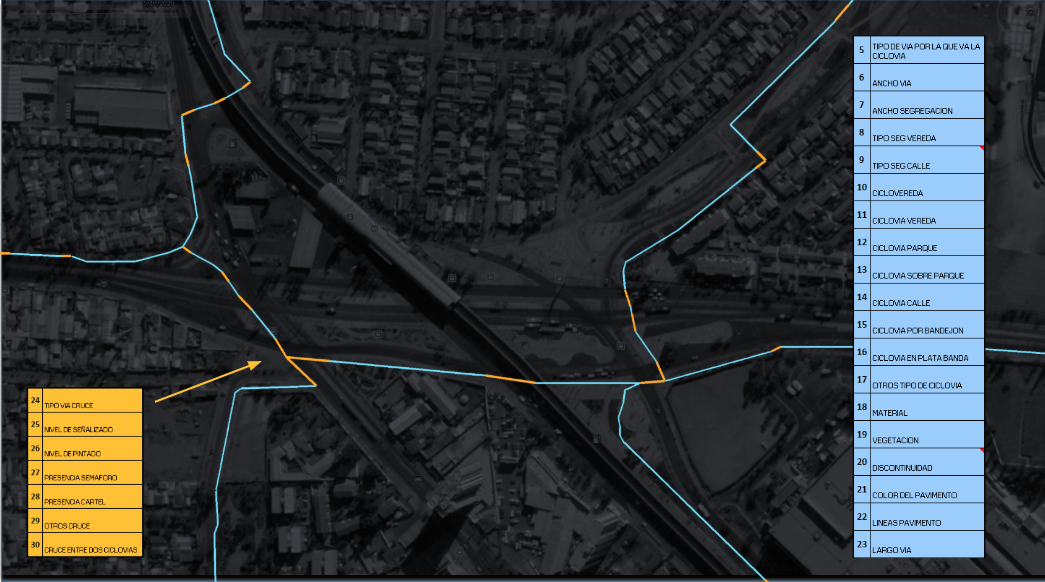 5 TIPO DE VIA POR LA QUE VA LA
CICLOVIA
6 ANCHO VIA
7 ANCHO SEGREGACION
8 TIPO SEG VEREDA
9 TIPO SEG CALLE
10 CICLOVEREDA
11 CICLOVIA VEREDA
12 CICLOVIA PARQUE
13 CICLOVIA SOBRE PARQUE
14 CICLOVIA CALLE
15 CICLOVIA POR BANDEJON
16 CICLOVIA EN PLATA BANDA
17 OTROS TIPO DE CICLOVIA
18 MATERIAL
19 VEGETACION
20 DISCONTINUIDAD
21 COLOR DEL PAVIMENTO
22 LINEAS PAVIMENTO
23 LARGO VIA
24 TIPO VIA CRUCE
25 NIVEL DE SEÑALIZADO
26 NIVEL DE PINTADO
27 PRESENCIA SEMAFORO
28 PRESENCIA CARTEL
29 OTROS CRUCE
30 CRUCE ENTRE DOS CICLOVIAS